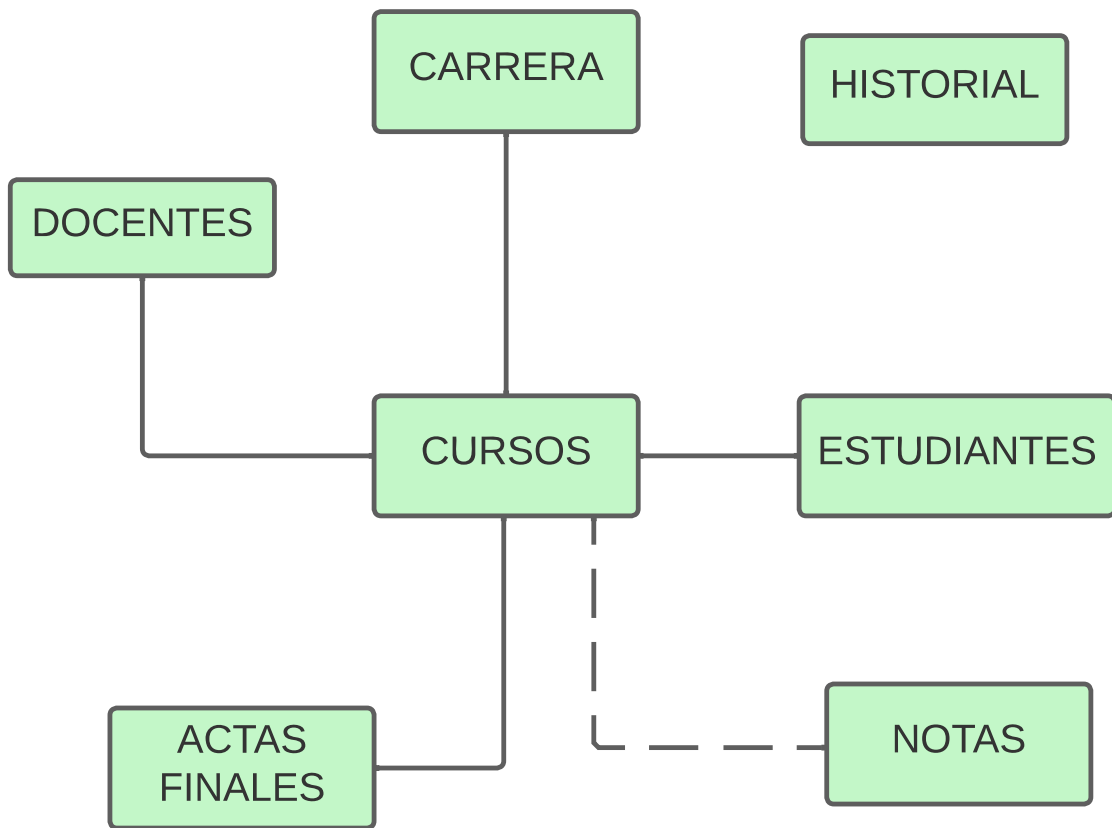 CARRERA
HISTORIAL
DOCENTES
CURSOS
ESTUDIANTES
ACTAS
FINALES
NOTAS